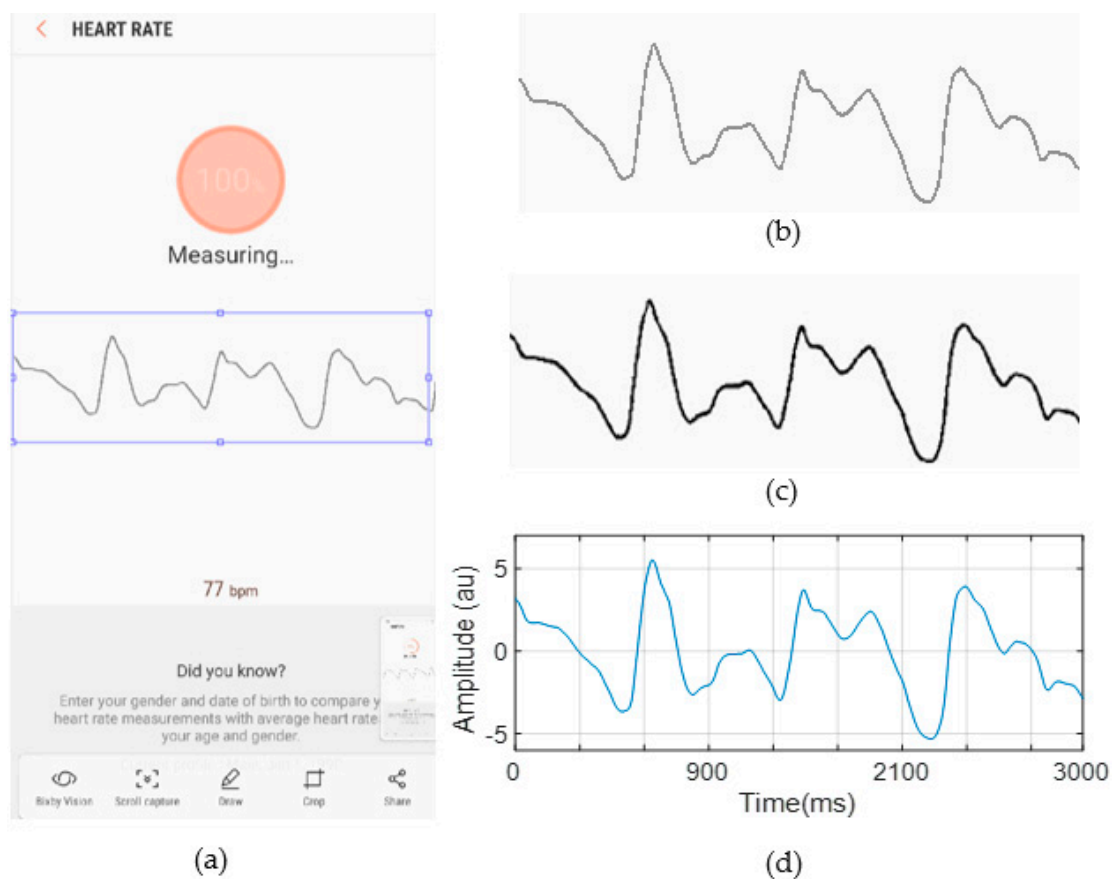 HEART RATE
100%
Measuring...
77 bpm
Did you know?
Enter your gender and date of birth to compare y
heart rate measurements with average heart rate
your age and gender.
Bixby Vision
Scroll capture
Draw
Crop
Share
(a)
(b)
(c)
Amplitude (au)
5
0
-5
0
900
2100
3000
Time(ms)
(d)